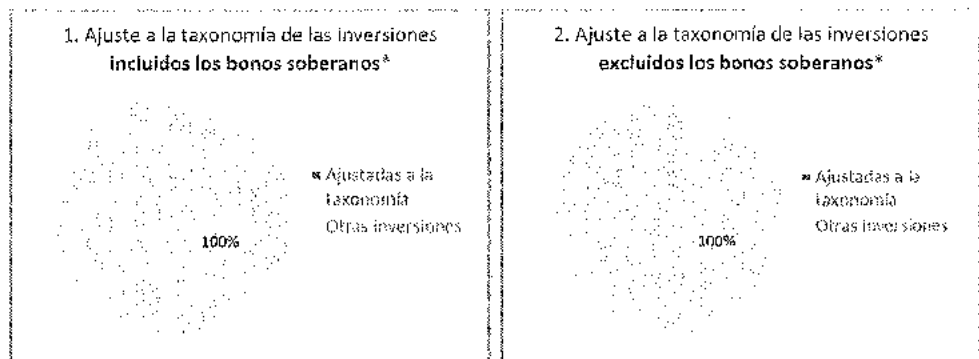 1. Ajuste a la taxonomía de las inversiones
incluidos los bonos soberanos*
Ajustadas a la
taxonomía
Otras inversiones
100%
2. Ajuste a la taxonomía de las inversiones
excluidos los bonos soberanos*
Ajustadas a la
taxonomía
Otras inversiones
100%